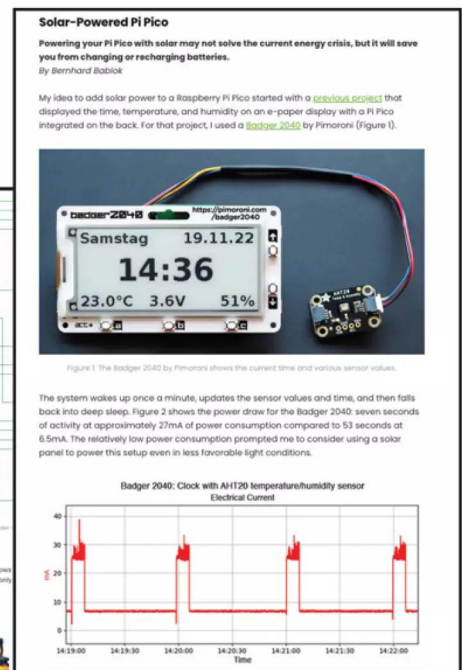 Solar-Powered Pi Pico
Powering your Pi Pico with solar may not solve the current energy crisis, but it will save
you from changing or recharging batteries.
By Bernhard Bablok
My idea to add solar power to a Raspberry Pi Pico started with a previous project that
displayed the time, temperature, and humidity on an e-paper display with a Pi Pico
integrated on the back. For that project, I used a Badger 2040 by Pimoroni (Figure 1).
badger2040
https://pimoroni.com
/badger2040
Samstag 19.11.22
14:36
23.0°C 3.6V 51%
act
a
b
c
AHT20
Figure 1: The Badger 2040 by Pimoroni shows the current time and various sensor values.
The system wakes up once a minute, updates the sensor values and time, and then falls
back into deep sleep. Figure 2 shows the power draw for the Badger 2040: seven seconds
of activity at approximately 27mA of power consumption compared to 53 seconds at
6.5mA. The relatively low power consumption prompted me to consider using a solar
panel to power this setup even in less favorable light conditions.
Badger 2040: Clock with AHT20 temperature/humidity sensor
Electrical Current
40
30
mA
20
10
0
14:19:00 14:19:30 14:20:00 14:20:30 14:21:00 14:21:30 14:22:00
Time
only